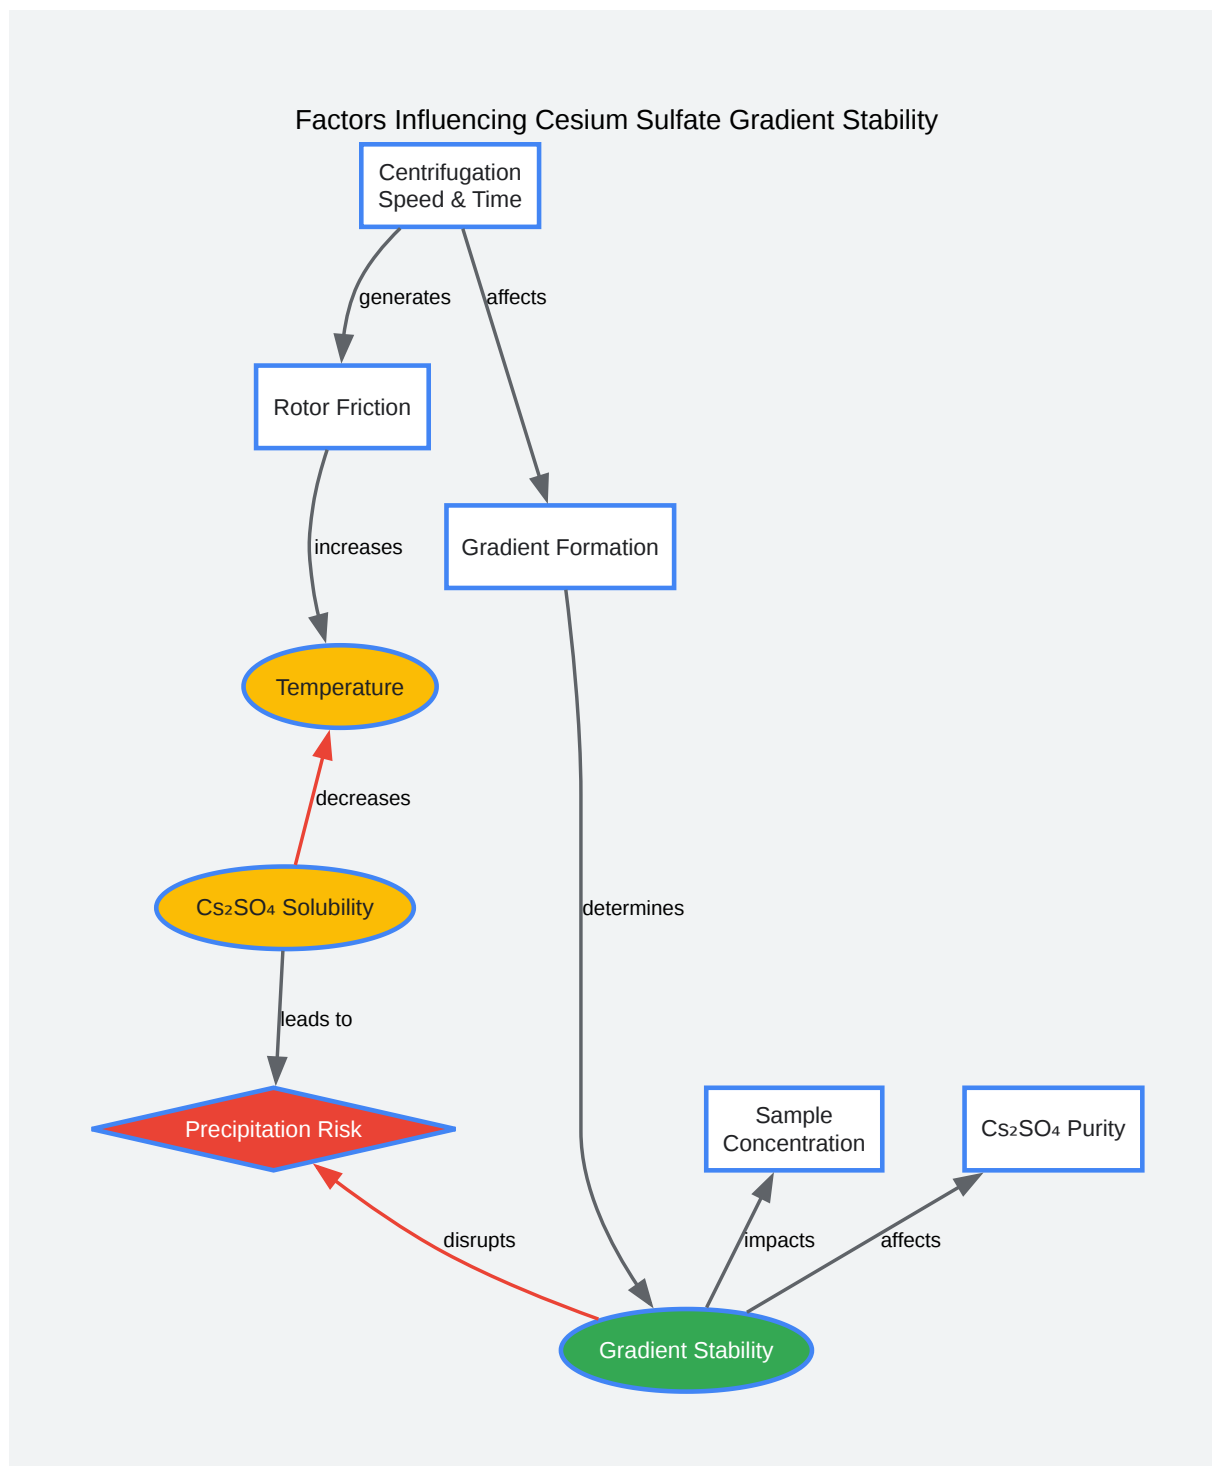 Factors Influencing Cesium Sulfate Gradient Stability
Centrifugation
Speed & Time
generates
affects
Rotor Friction
increases
Gradient Formation
Temperature
decreases
Cs₂SO₄ Solubility
determines
leads to
Precipitation Risk
Sample
Concentration
Cs₂SO₄ Purity
disrupts
impacts
affects
Gradient Stability